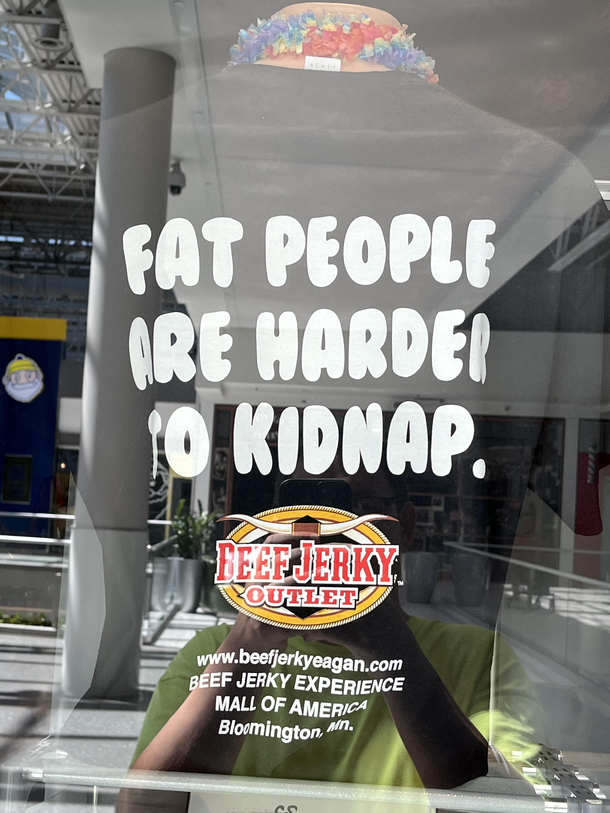 FAT PEOPLE
ARE HARDER
TO KIDNAP.
BEEF JERKY
OUTLET
TM
www.beefjerkyeagan.com
BEEF JERKY EXPERIENCE
MALL OF AMERICA
Bloomington, Mn.